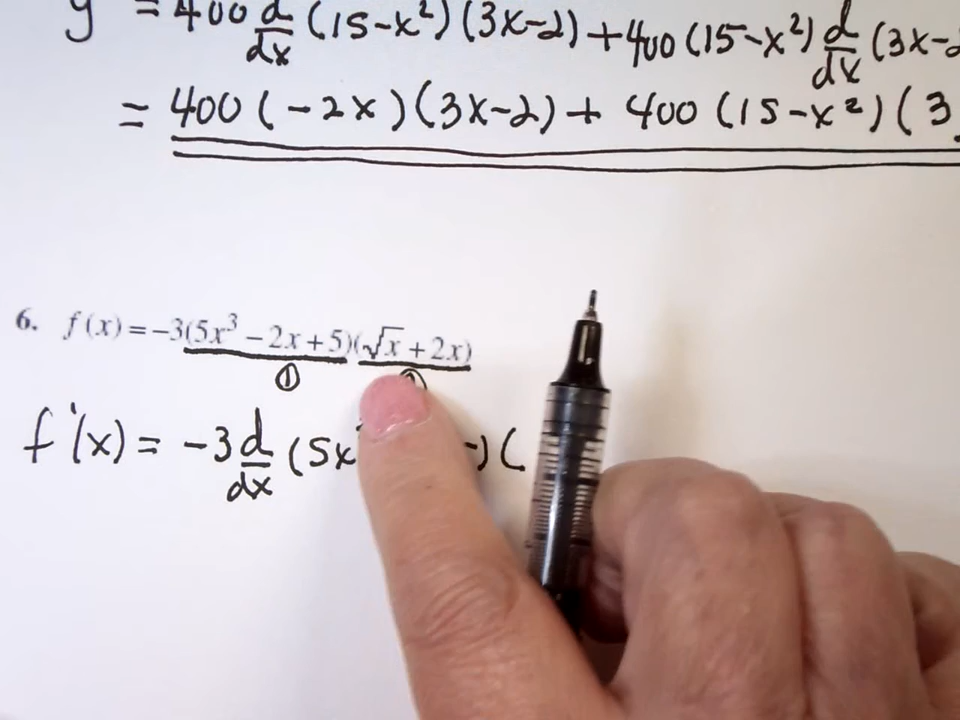 y = 400 d/dx (15-x²)(3x-2)+400(15-x²) d/dx (3x-2
= 400(-2x)(3x-2)+ 400(15-x²)(3
6. f(x)=-3(5x³-2x+5)(√x+2x)
①
f'(x) = -3 d/dx (5x )(